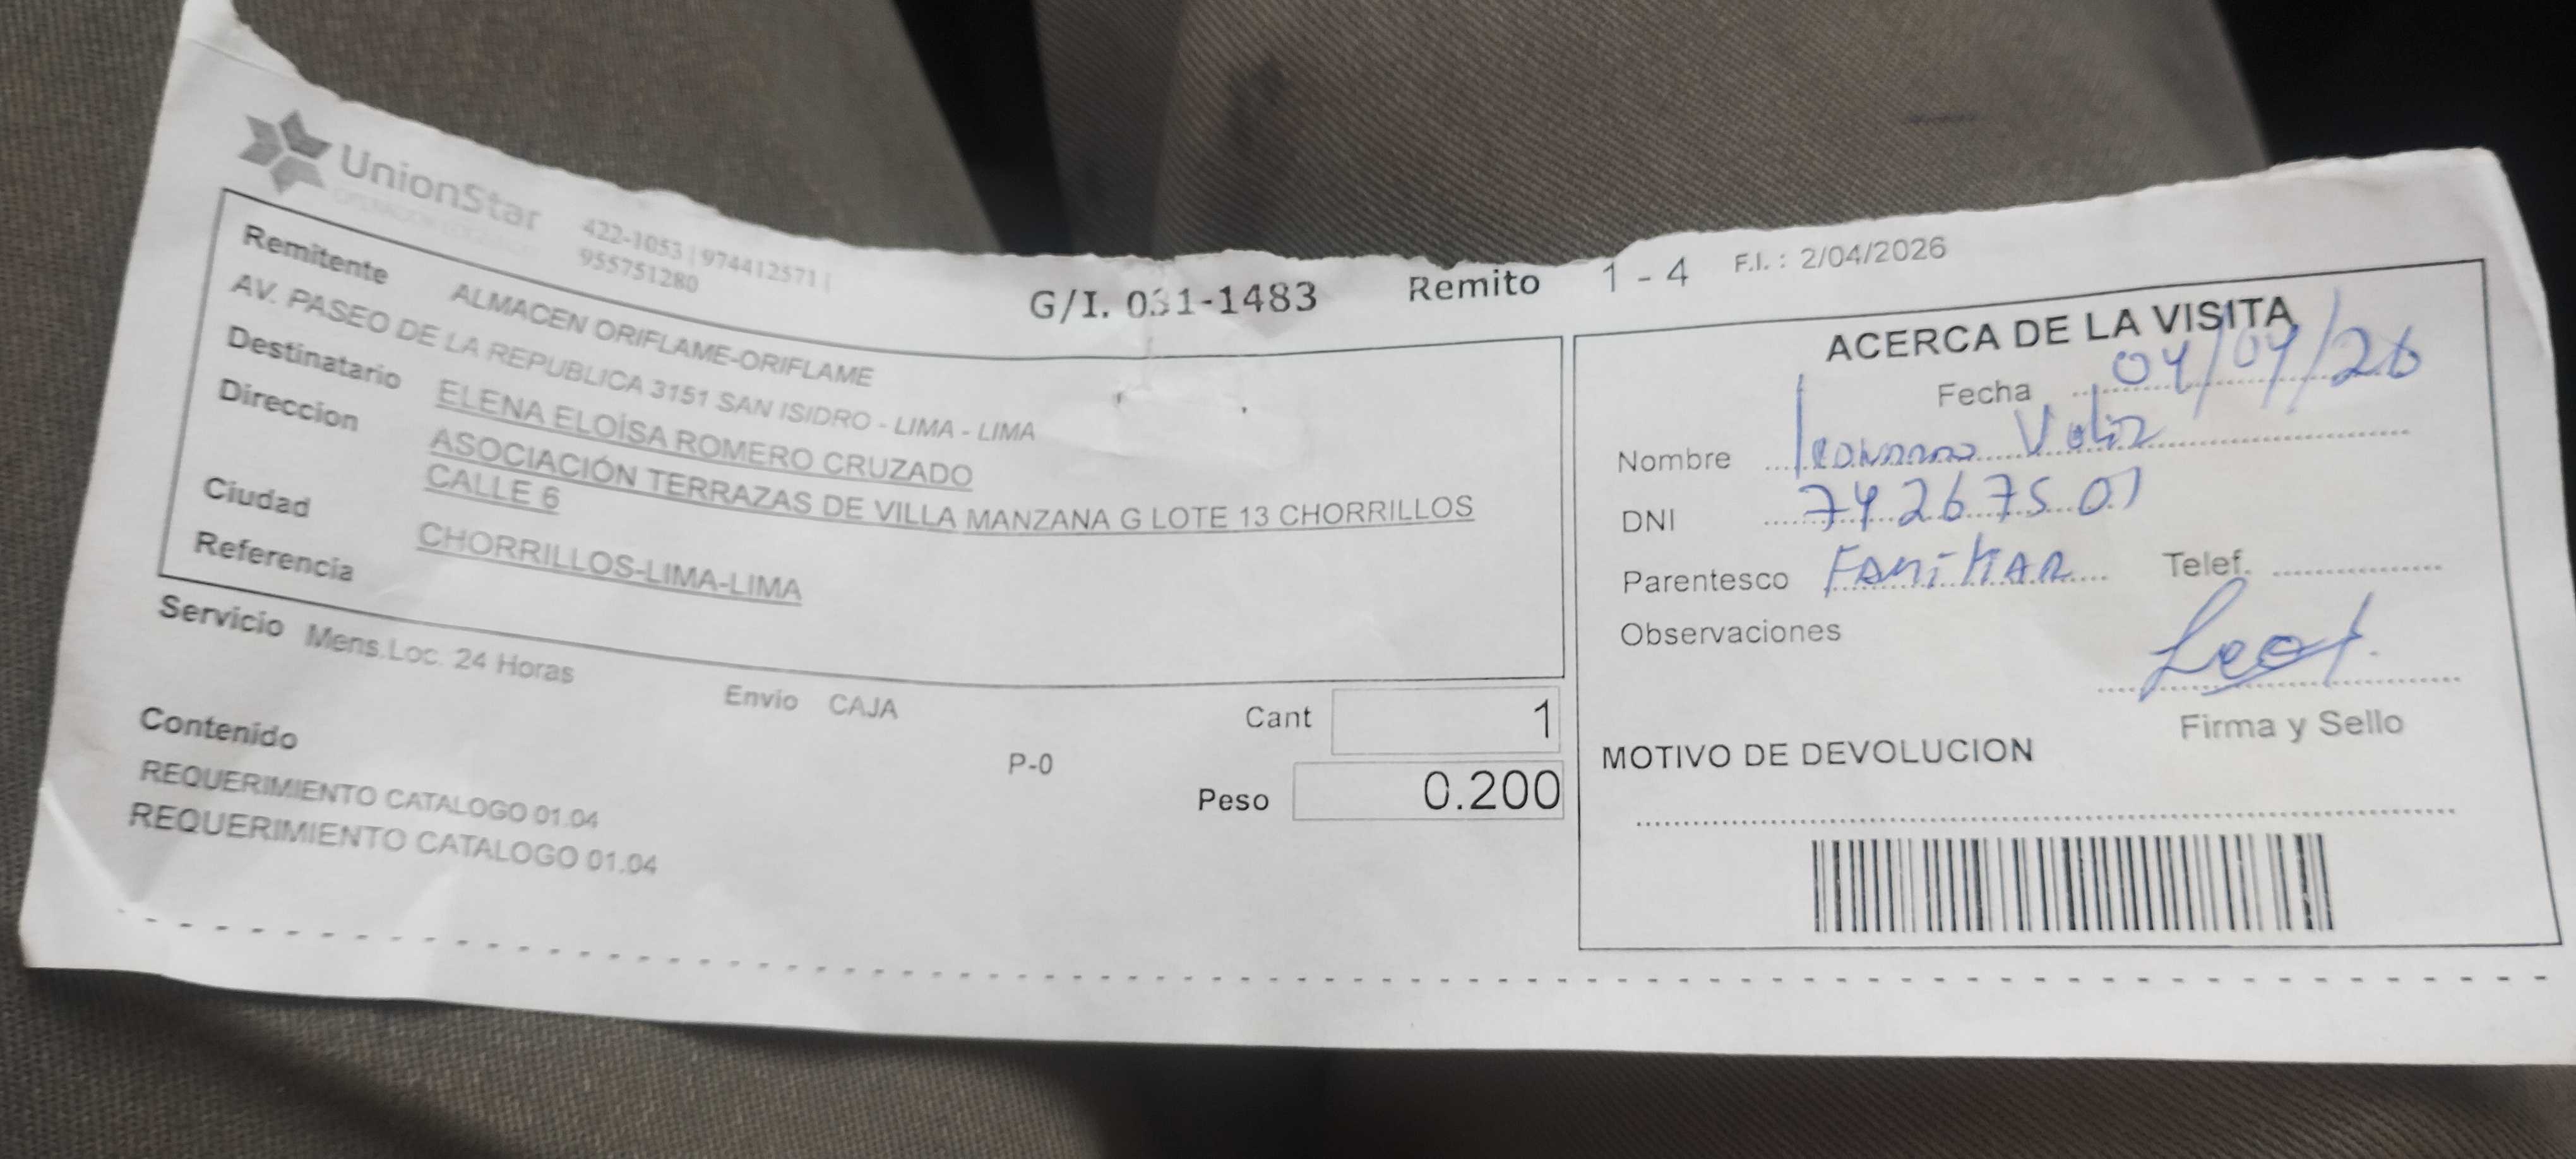 UnionStar
422-1053 | 974412571 |
955751280
G/I. 031-1483 Remito 1 - 4 F.I. : 2/04/2026
Remitente ALMACEN ORIFLAME-ORIFLAME
AV. PASEO DE LA REPUBLICA 3151 SAN ISIDRO - LIMA - LIMA
Destinatario ELENA ELOÍSA ROMERO CRUZADO
Direccion ASOCIACIÓN TERRAZAS DE VILLA MANZANA G LOTE 13 CHORRILLOS
CALLE 6
Ciudad CHORRILLOS-LIMA-LIMA
Referencia
Servicio Mens.Loc. 24 Horas
Envio CAJA
Cant 1
P-0
Peso 0.200
Contenido
REQUERIMIENTO CATALOGO 01.04
REQUERIMIENTO CATALOGO 01.04
ACERCA DE LA VISITA
Fecha 04/04/26
Nombre
DNI 74267501
Parentesco FAMILIAR Telef.
Observaciones
Firma y Sello
MOTIVO DE DEVOLUCION